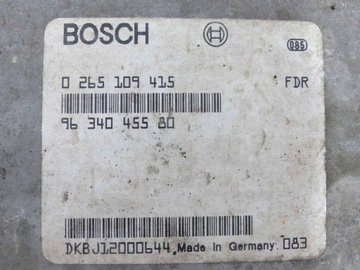 BOSCH
085
0 265 109 415 FDR
96 340 455 80
DKBJ12000644 Made in Germany 083